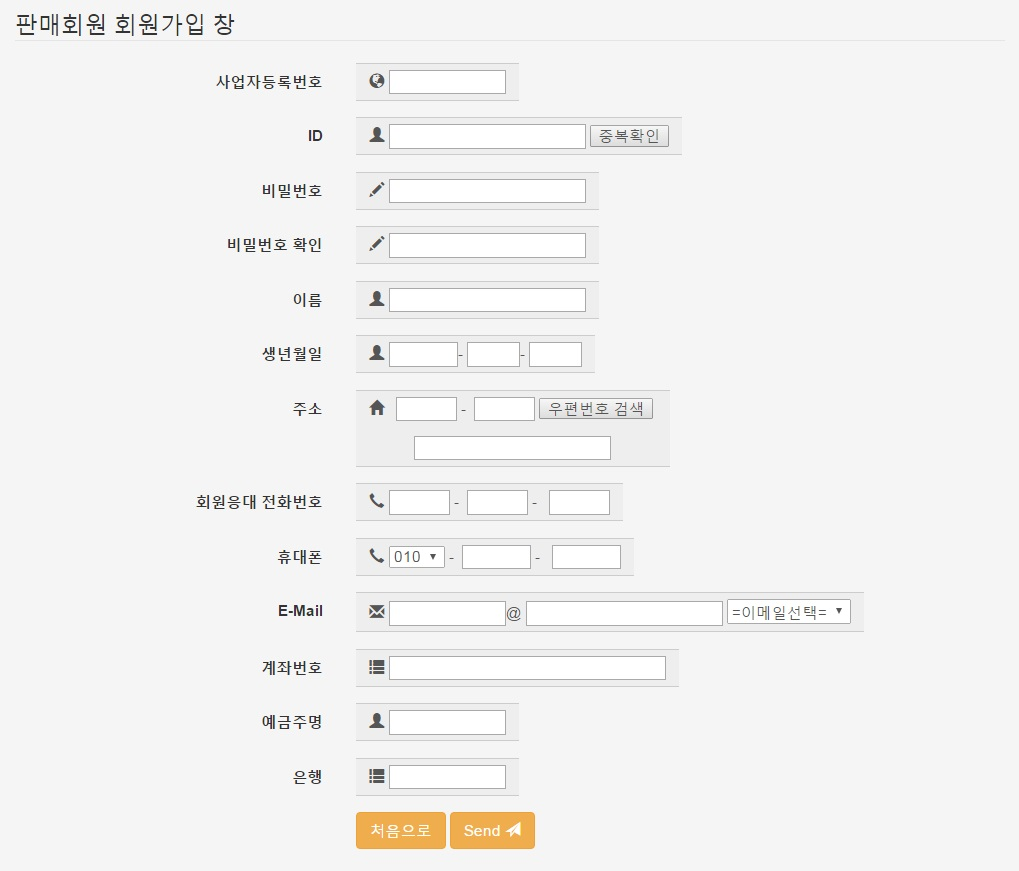 판매회원 회원가입 창
사업자등록번호
ID 중복확인
비밀번호
비밀번호 확인
이름
생년월일 - -
주소 - 우편번호 검색
회원응대 전화번호 - -
휴대폰 010 - -
E-Mail @ =이메일선택=
계좌번호
예금주명
은행
처음으로 Send